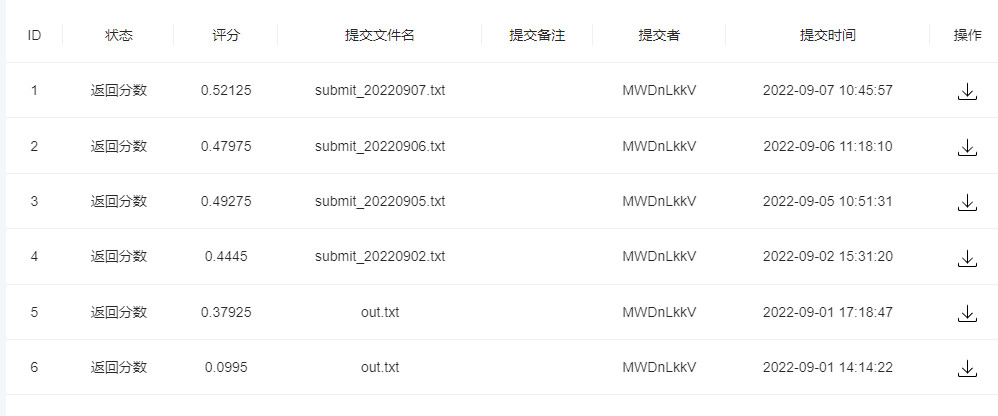 ID 状态 评分 提交文件名 提交备注 提交者 提交时间 操作
1 返回分数 0.52125 submit_20220907.txt MWDnLkkV 2022-09-07 10:45:57
2 返回分数 0.47975 submit_20220906.txt MWDnLkkV 2022-09-06 11:18:10
3 返回分数 0.49275 submit_20220905.txt MWDnLkkV 2022-09-05 10:51:31
4 返回分数 0.4445 submit_20220902.txt MWDnLkkV 2022-09-02 15:31:20
5 返回分数 0.37925 out.txt MWDnLkkV 2022-09-01 17:18:47
6 返回分数 0.0995 out.txt MWDnLkkV 2022-09-01 14:14:22